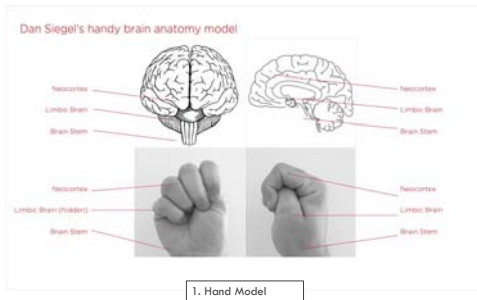 Dan Siegel's handy brain anatomy model
Neocortex
Limbic Brain
Brain Stem
Neocortex
Limbic Brain
Brain Stem
Neocortex
Limbic Brain (hidden)
Brain Stem
Neocortex
Limbic Brain
Brain Stem
1. Hand Model